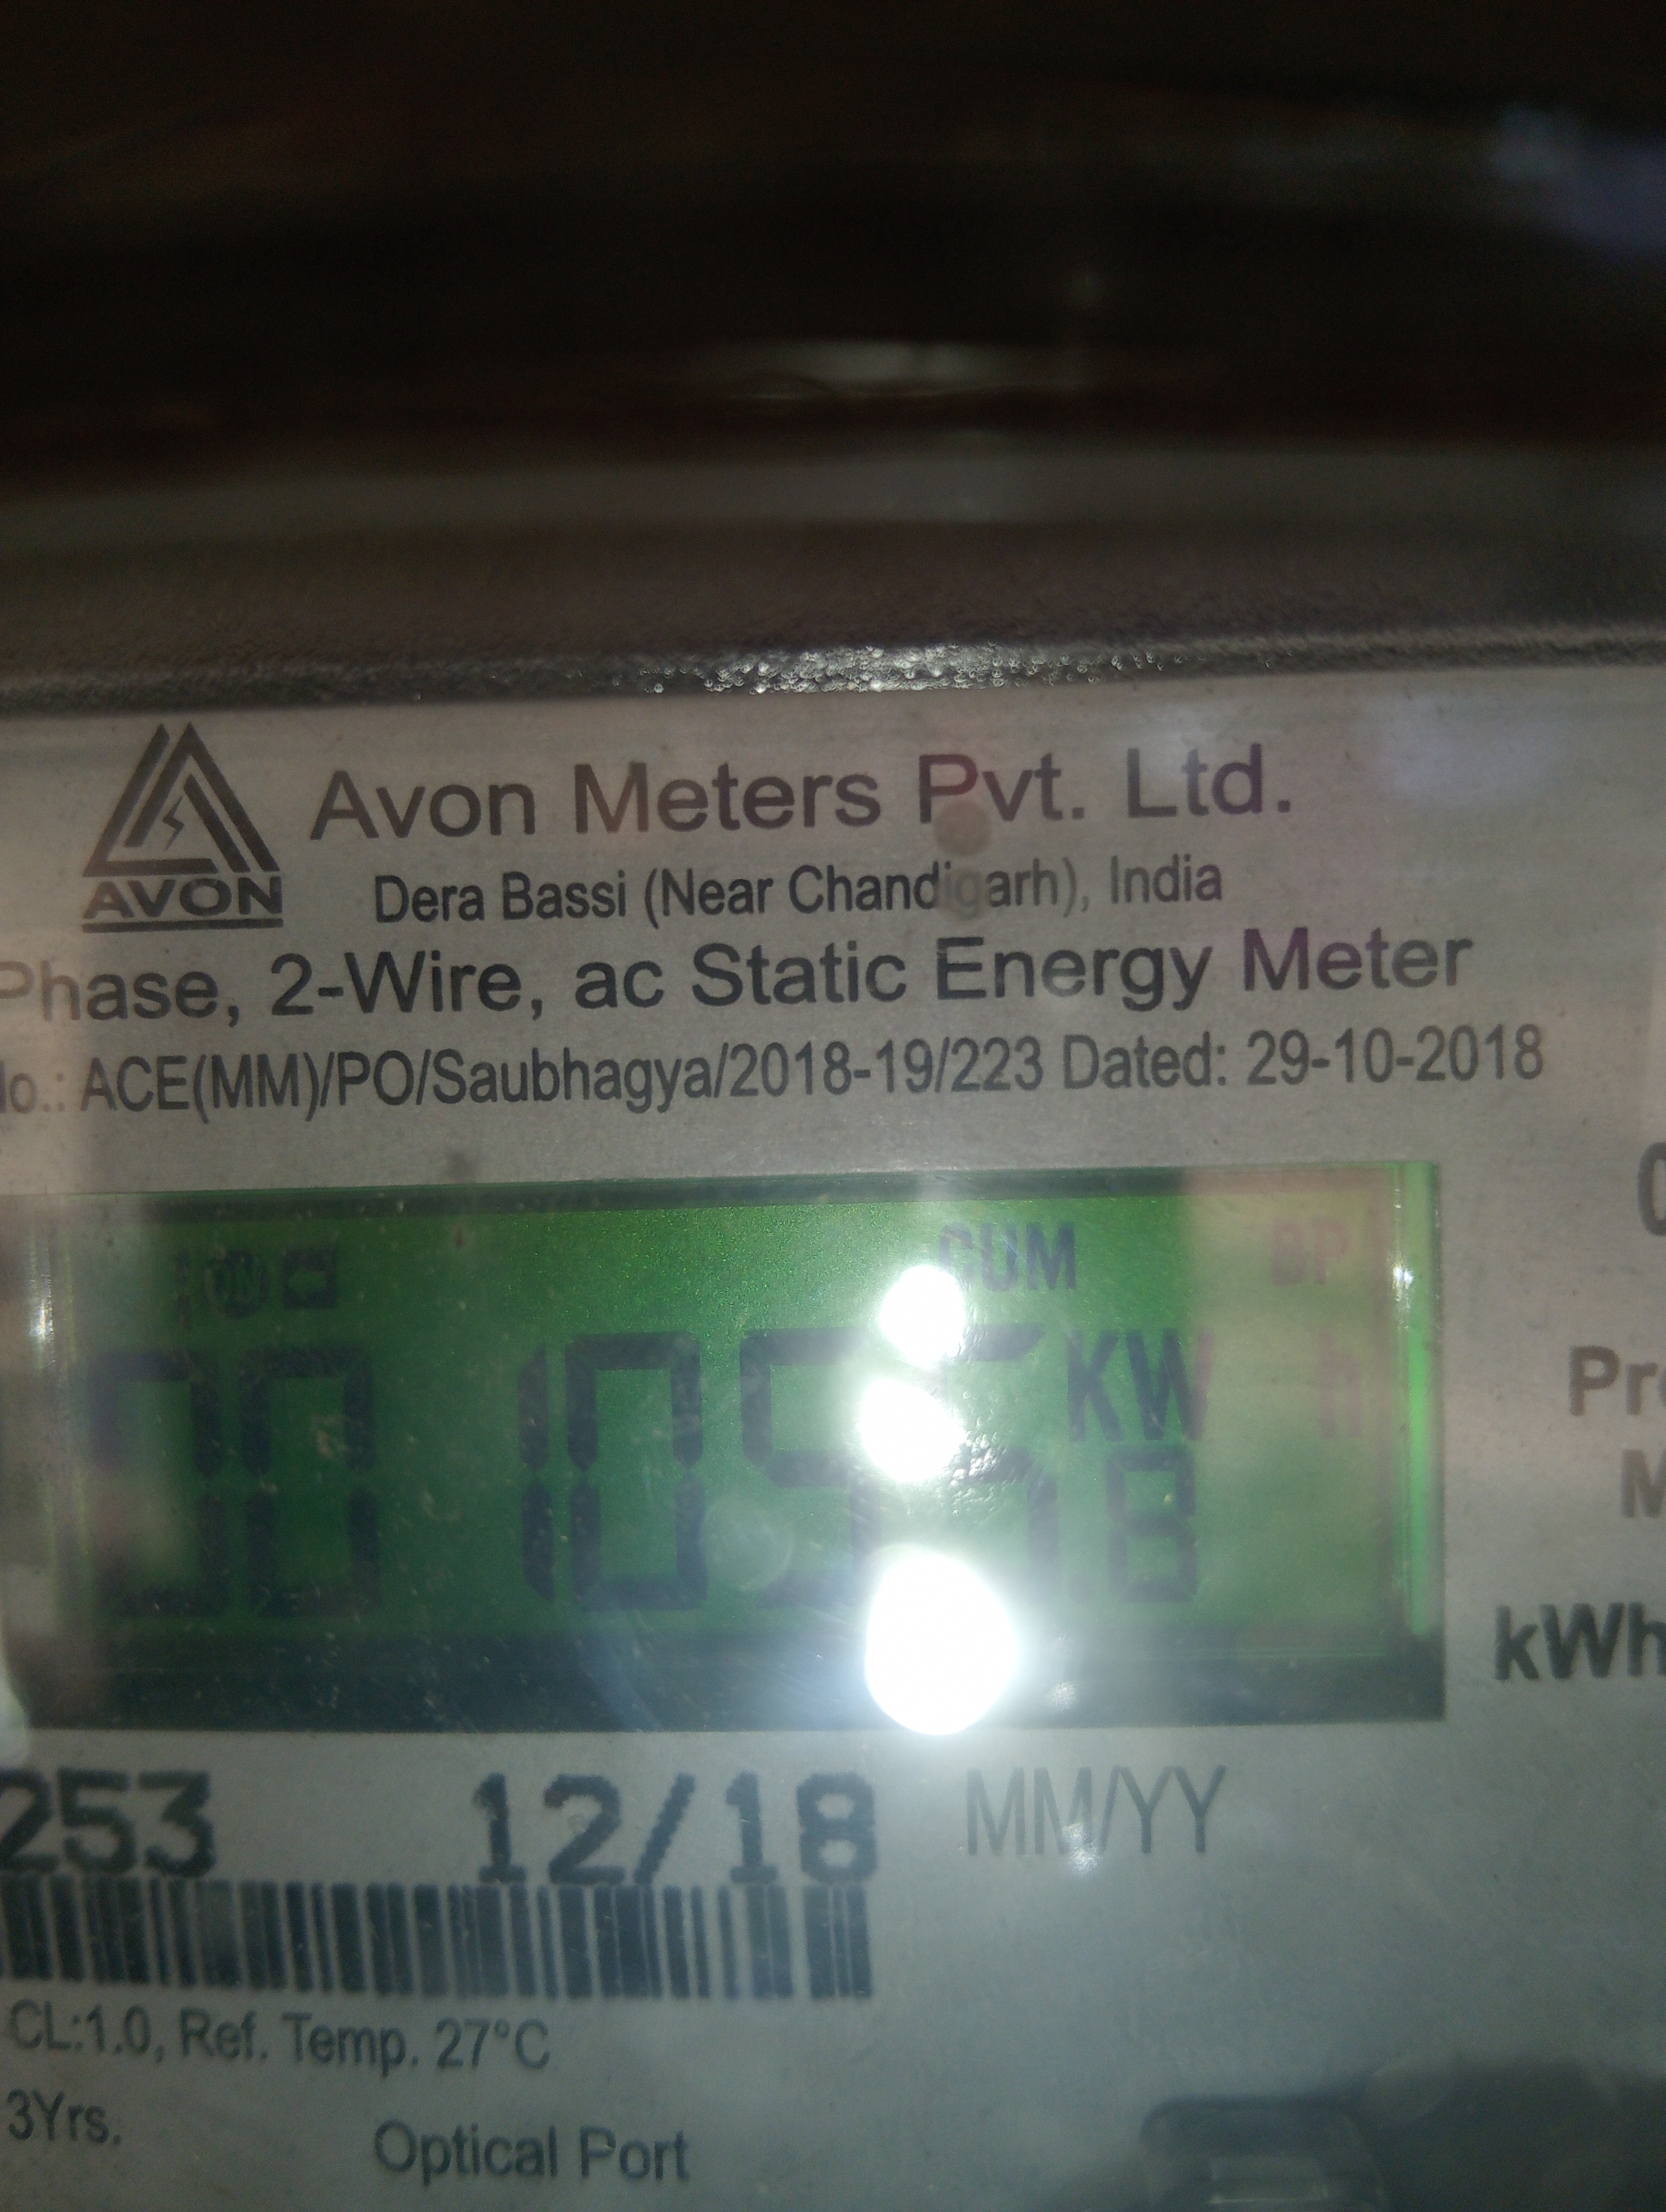 Avon Meters Pvt. Ltd.
AVON
Dera Bassi (Near Chandigarh), India
Phase, 2-Wire, ac Static Energy Meter
No.: ACE(MM)/PO/Saubhagya/2018-19/223 Dated: 29-10-2018
CUM BP
KW h
kWh
253 12/18 MM/YY
CL:1.0, Ref. Temp. 27°C
3Yrs.
Optical Port